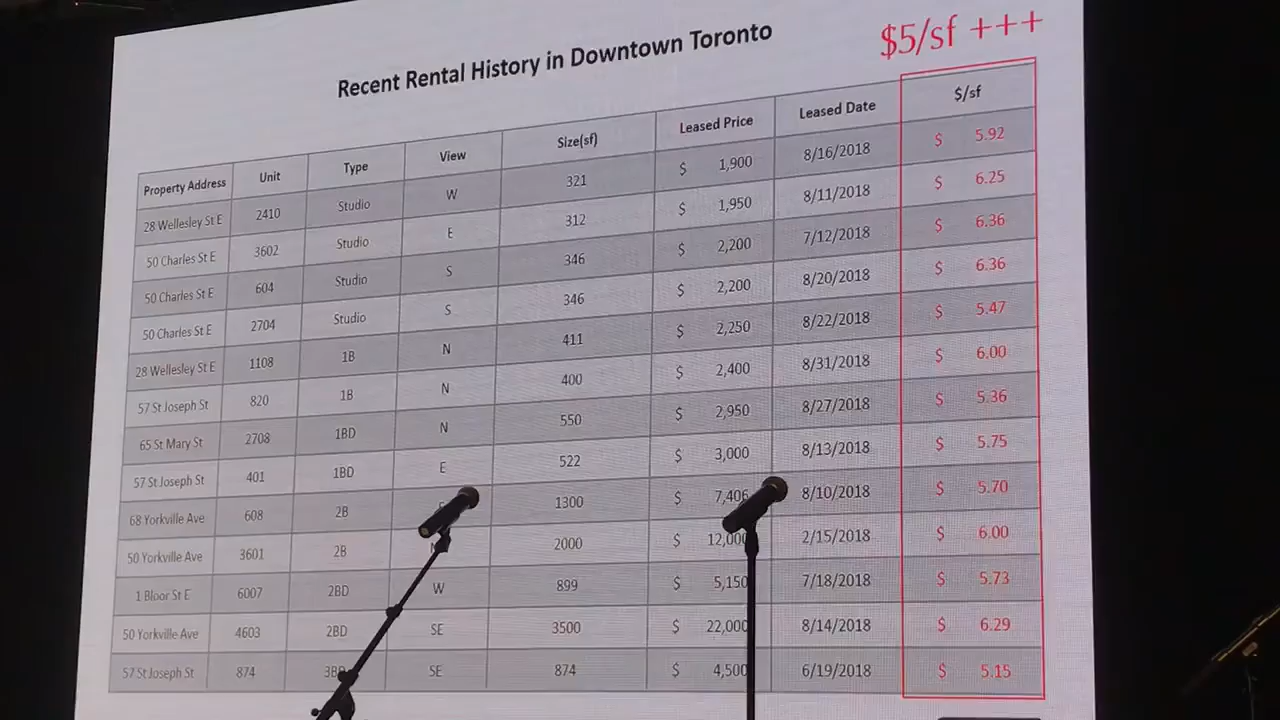 $5/sf +++
Recent Rental History in Downtown Toronto
Property Address Unit Type View Size(sf) Leased Price Leased Date $/sf
28 Wellesley St E 2410 Studio W 321 $ 1,900 8/16/2018 $ 5.92
50 Charles St E 3602 Studio E 312 $ 1,950 8/11/2018 $ 6.25
50 Charles St E 604 Studio S 346 $ 2,200 7/12/2018 $ 6.36
50 Charles St E 2704 Studio S 346 $ 2,200 8/20/2018 $ 6.36
28 Wellesley St E 1108 1B N 411 $ 2,250 8/22/2018 $ 5.47
57 St Joseph St 820 1B N 400 $ 2,400 8/31/2018 $ 6.00
65 St Mary St 2708 1BD N 550 $ 2,950 8/27/2018 $ 5.36
57 St Joseph St 401 1BD E 522 $ 3,000 8/13/2018 $ 5.75
68 Yorkville Ave 608 2B 1300 $ 7,406 8/10/2018 $ 5.70
50 Yorkville Ave 3601 2B 2000 $ 12,000 2/15/2018 $ 6.00
1 Bloor St E 6007 2BD W 899 $ 5,150 7/18/2018 $ 5.73
50 Yorkville Ave 4603 2BD SE 3500 $ 22,000 8/14/2018 $ 6.29
57 St Joseph St 874 3BD SE 874 $ 4,500 6/19/2018 $ 5.15